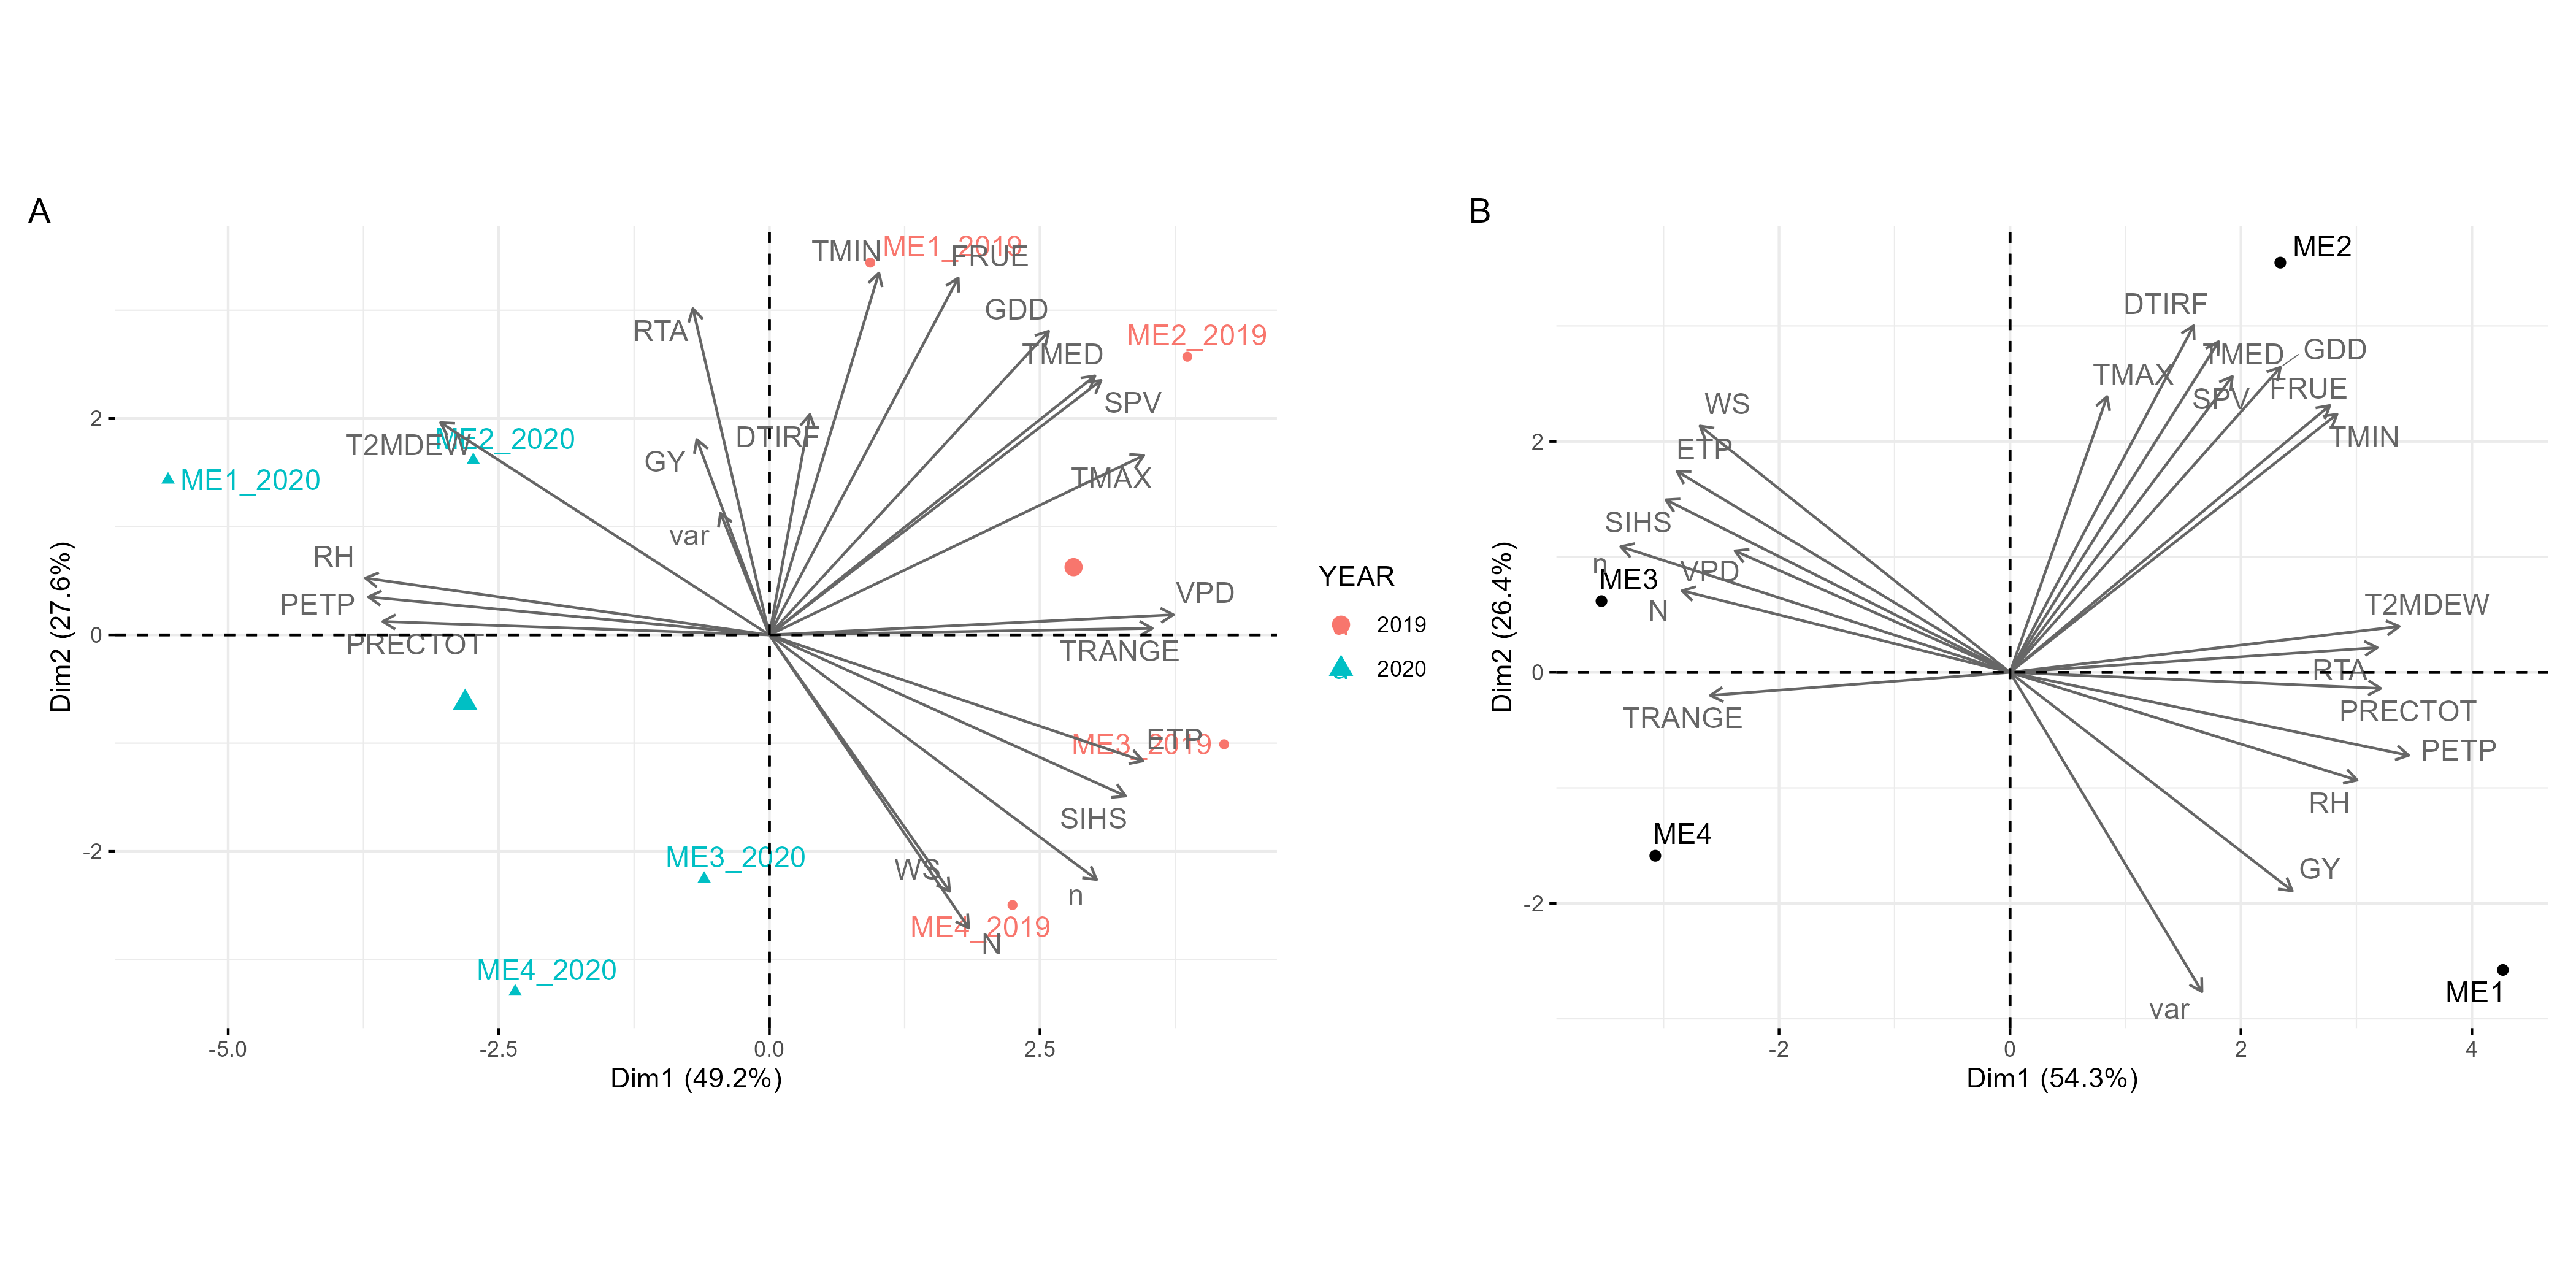 A
TMIN
ME1_2019
FRUE
GDD
RTA
ME2_2019
TMED
SPV
2
DTIRF
T2MDEW
ME2_2020
GY
TMAX
ME1_2020
var
RH
VPD
PETP
0
PRECTOT
TRANGE
Dim2 (27.6%)
ETP
ME3_2019
SIHS
-2
ME3_2020
WS
n
ME4_2019
N
ME4_2020
-5.0
-2.5
0.0
2.5
Dim1 (49.2%)
YEAR
2019
2020
B
ME2
DTIRF
TMED
GDD
TMAX
FRUE
SPV
WS
TMIN
2
ETP
SIHS
n
VPD
ME3
N
T2MDEW
0
RTA
TRANGE
PRECTOT
PETP
Dim2 (26.4%)
RH
ME4
GY
-2
ME1
var
-2
0
2
4
Dim1 (54.3%)